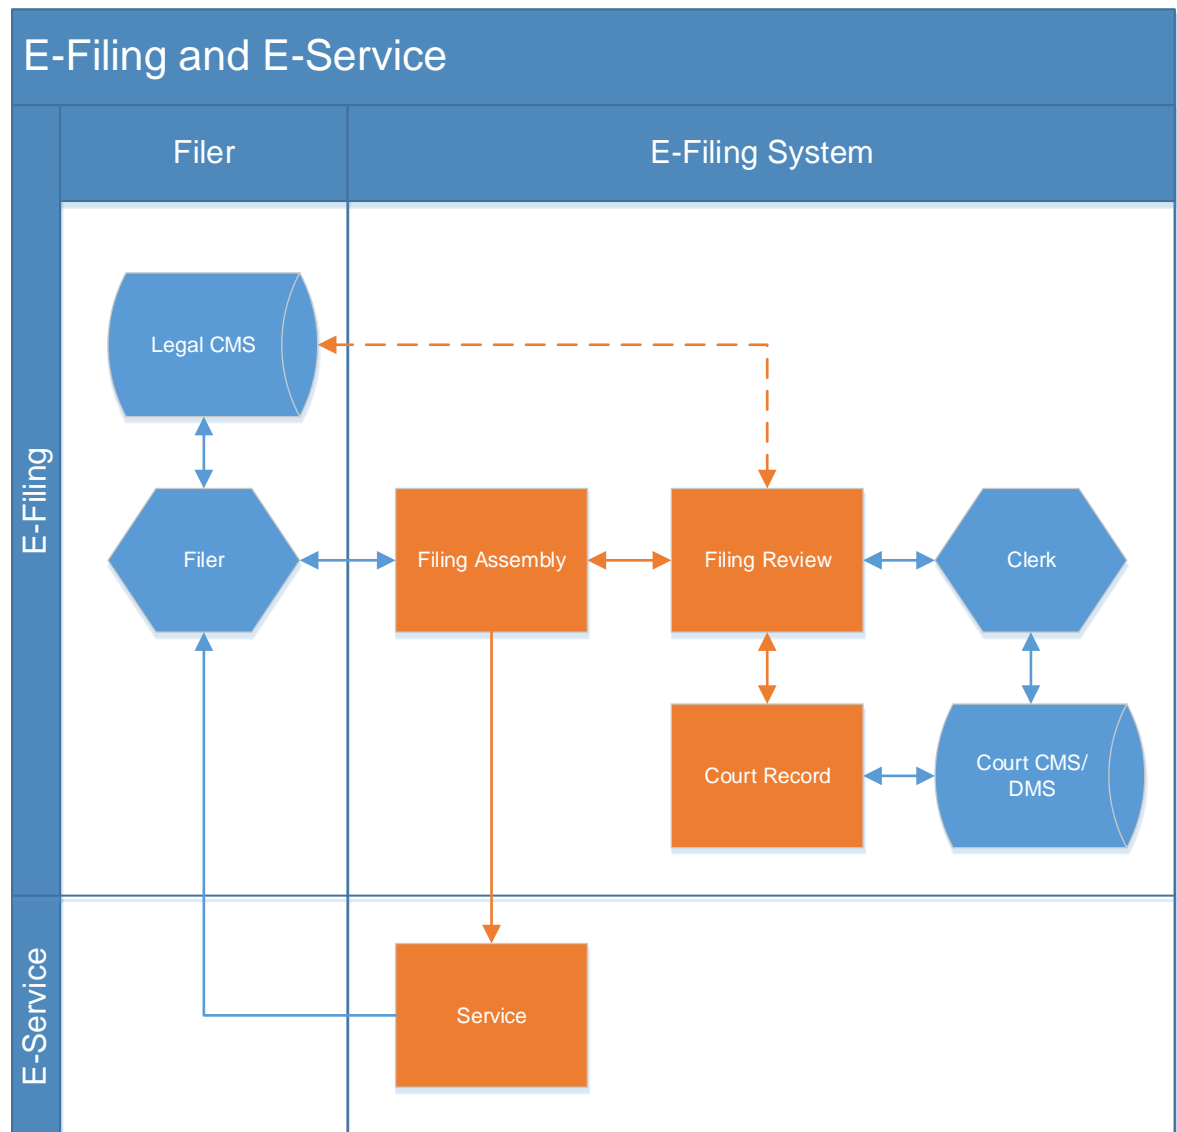 E-Filing and E-Service
Filer
E-Filing System
E-Filing
Legal CMS
Filer
Filing Assembly
Filing Review
Clerk
Court Record
Court CMS/
DMS
E-Service
Service